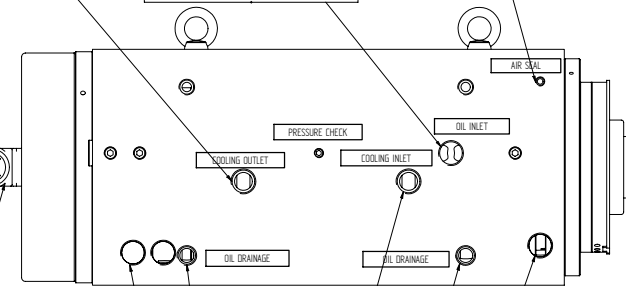 AIR SEAL
OIL INLET
PRESSURE CHECK
COOLING OUTLET
COOLING INLET
OIL DRAINAGE
OIL DRAINAGE